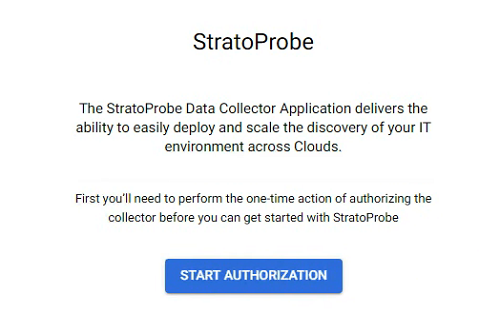 StratoProbe
The StratoProbe Data Collector Application delivers the
ability to easily deploy and scale the discovery of your IT
environment across Clouds.
First you'll need to perform the one-time action of authorizing the
collector before you can get started with StratoProbe
START AUTHORIZATION